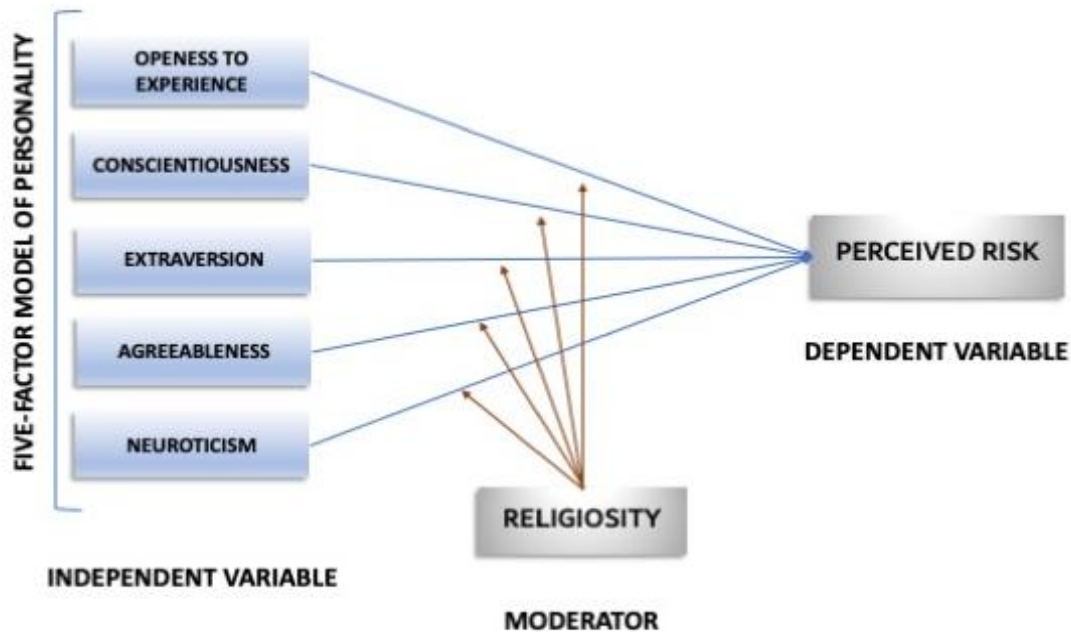 FIVE-FACTOR MODEL OF PERSONALITY
OPENESS TO
EXPERIENCE
CONSCIENTIOUSNESS
EXTRAVERSION
AGREEABLENESS
NEUROTICISM
INDEPENDENT VARIABLE
PERCEIVED RISK
DEPENDENT VARIABLE
RELIGIOSITY
MODERATOR